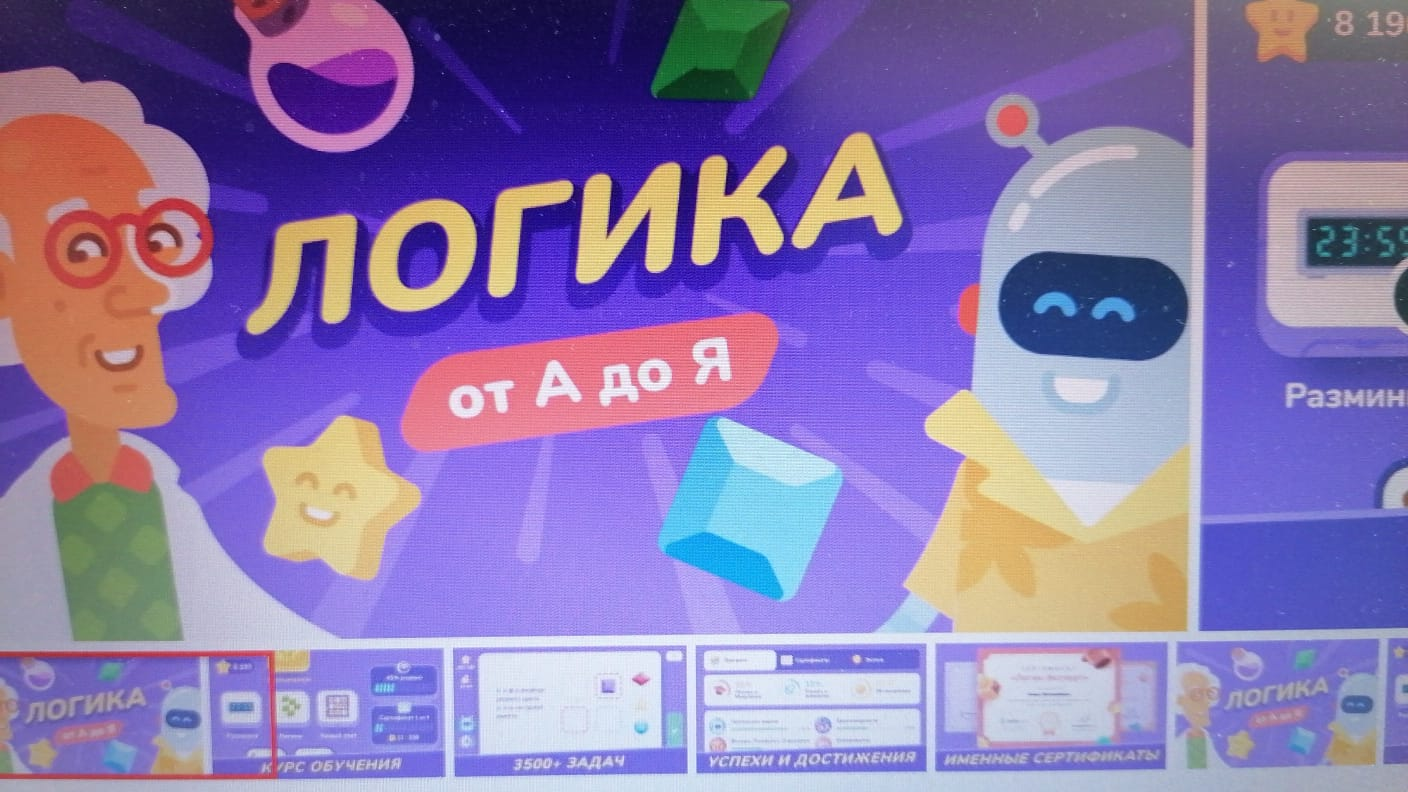 ЛОГИКА
от А до Я
8 19
23:59
Размин
ЛОГИКА
от А до Я
КУРС ОБУЧЕНИЯ
3500+ ЗАДАЧ
УСПЕХИ И ДОСТИЖЕНИЯ
ИМЕННЫЕ СЕРТИФИКАТЫ
ЛОГИКА
от А до Я